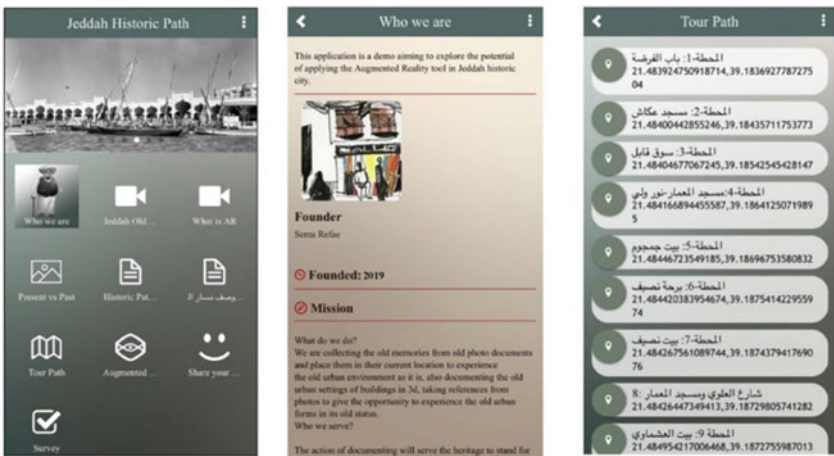 Jeddah Historic Path
Who we are
Jeddah Old ...
What is AR
Present vs Past
Historic Pat...
وصف مسار ال...
Tour Path
Augmented ...
Share your ...
Survey
Who we are
This application is a demo aiming to explore the potential
of applying the Augmented Reality tool in Jeddah historic
city.
Founder
Sema Refae
Founded: 2019
Mission
What do we do?
We are collecting the old memories from old photo documents
and place them in their current location to experience
the old urban environment as it is, also documenting the old
urban settings of buildings in 3d, taking references from
photos to give the opportunity to experience the old urban
forms in its old status.
Who we serve?
The action of documenting will serve the heritage to stand for
Tour Path
المحطة-1: باب الفرضة
21.483924750918714,39.1836927787275
04
المحطة-2: مسجد عكاش
21.48400442855246,39.18435711753773
المحطة-3: سوق قابل
21.48404677067245,39.18542545428147
المحطة-4:مسجد المعمار-نور ولي
21.484166894455587,39.1864125071989
5
المحطة-5: بيت جمجوم
21.48446723549185,39.18696753580832
المحطة-6: برحة نصيف
21.484420383954674,39.1875414229559
74
المحطة-7: بيت نصيف
21.484267561089744,39.1874379417690
76
شارع العلوي ومسجد المعمار :8
21.48426447349413,39.18729805741282
المحطة 9: بيت العشماوي
21.484954217006468,39.1872755987013